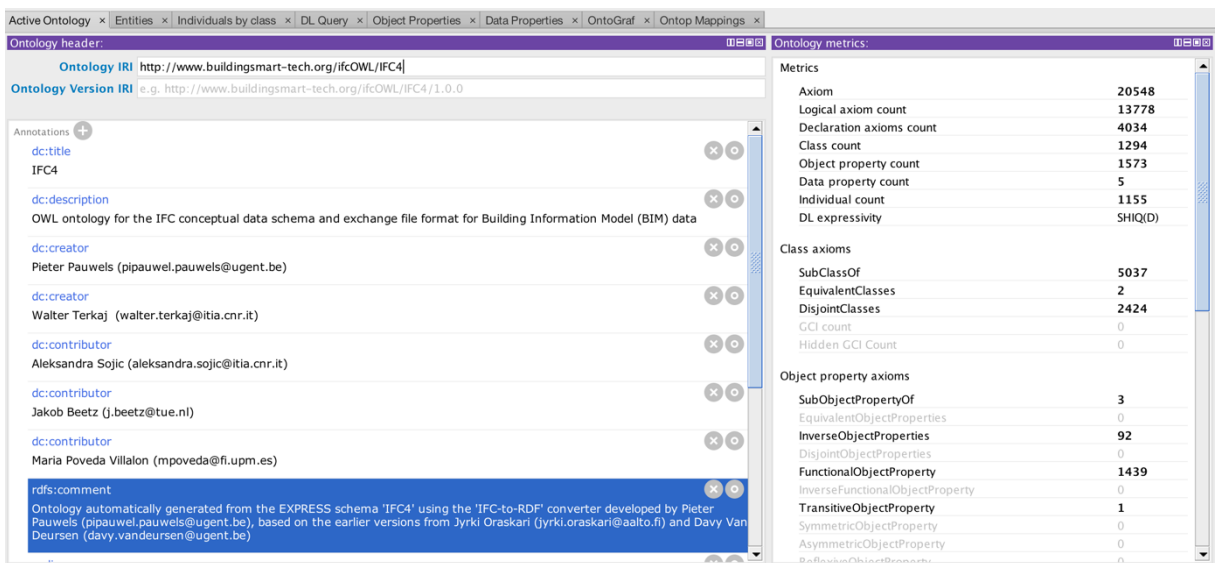 Active Ontology × Entities × Individuals by class × DL Query × Object Properties × Data Properties × OntoGraf × Ontop Mappings ×
Ontology header:
Ontology IRI http://www.buildingsmart-tech.org/ifcOWL/IFC4
Ontology Version IRI e.g. http://www.buildingsmart-tech.org/ifcOWL/IFC4/1.0.0
Annotations
dc:title
IFC4
dc:description
OWL ontology for the IFC conceptual data schema and exchange file format for Building Information Model (BIM) data
dc:creator
Pieter Pauwels (pipauwel.pauwels@ugent.be)
dc:creator
Walter Terkaj (walter.terkaj@itia.cnr.it)
dc:contributor
Aleksandra Sojic (aleksandra.sojic@itia.cnr.it)
dc:contributor
Jakob Beetz (j.beetz@tue.nl)
dc:contributor
Maria Poveda Villalon (mpoveda@fi.upm.es)
rdfs:comment
Ontology automatically generated from the EXPRESS schema 'IFC4' using the 'IFC-to-RDF' converter developed by Pieter
Pauwels (pipauwel.pauwels@ugent.be), based on the earlier versions from Jyrki Oraskari (jyrki.oraskari@aalto.fi) and Davy Van
Deursen (davy.vandeursen@ugent.be)
Ontology metrics:
Metrics
Axiom 20548
Logical axiom count 13778
Declaration axioms count 4034
Class count 1294
Object property count 1573
Data property count 5
Individual count 1155
DL expressivity SHIQ(D)
Class axioms
SubClassOf 5037
EquivalentClasses 2
DisjointClasses 2424
GCI count 0
Hidden GCI Count 0
Object property axioms
SubObjectPropertyOf 3
EquivalentObjectProperties 0
InverseObjectProperties 92
DisjointObjectProperties 0
FunctionalObjectProperty 1439
InverseFunctionalObjectProperty 0
TransitiveObjectProperty 1
SymmetricObjectProperty 0
AsymmetricObjectProperty 0
ReflexiveObjectProperty 0